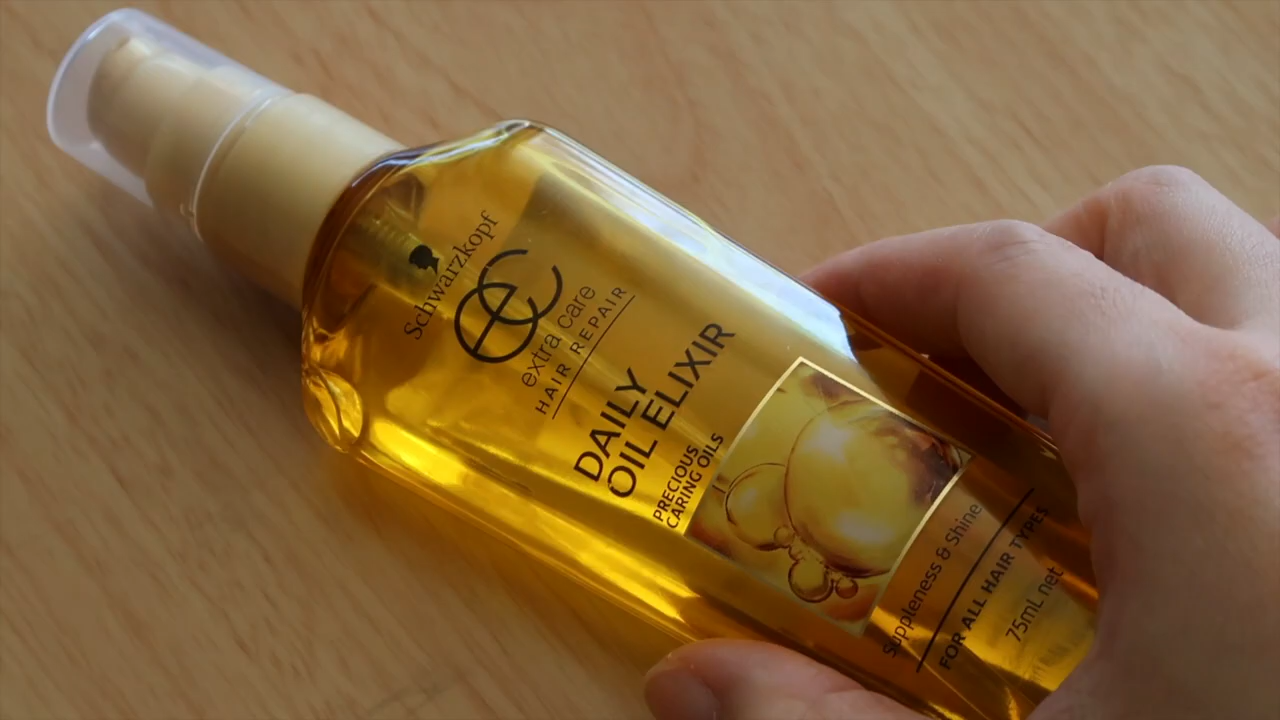 Schwarzkopf
ec
extra care
HAIR REPAIR
DAILY
OIL ELIXIR
PRECIOUS
CARING OILS
Suppleness & Shine
FOR ALL HAIR TYPES
75mL net